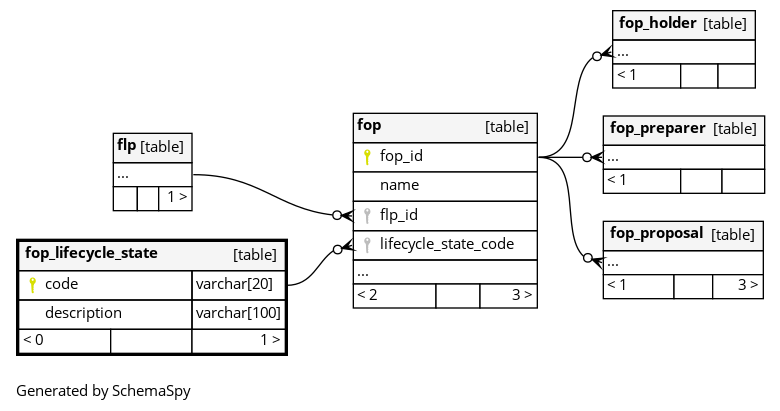 fop_holder [table]
...
< 1
flp [table]
...
1 >
fop [table]
fop_id
name
flp_id
lifecycle_state_code
...
< 2 3 >
fop_preparer [table]
...
< 1
fop_proposal [table]
...
< 1 3 >
fop_lifecycle_state [table]
code varchar[20]
description varchar[100]
< 0 1 >
Generated by SchemaSpy